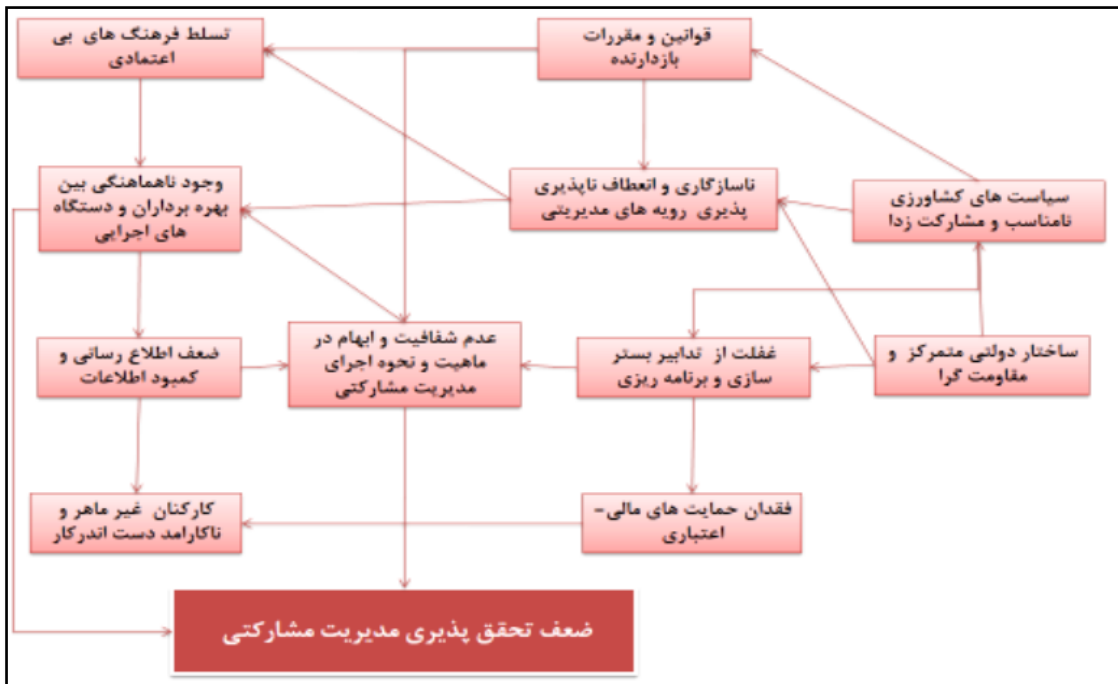 قوانین و مقررات
بازدارنده
تسلط فرهنگ های بی
اعتمادی
سیاست های کشاورزی
نامناسب و مشارکت زدا
ناسازگاری و انعطاف ناپذیری
پذیری رویه های مدیریتی
وجود ناهماهنگی بین
بهره برداران و دستگاه
های اجرایی
ساختار دولتی متمرکز و
مقاومت گرا
غفلت از تدابیر بستر
سازی و برنامه ریزی
عدم شفافیت و ابهام در
ماهیت و نحوه اجرای
مدیریت مشارکتی
ضعف اطلاع رسانی و
کمبود اطلاعات
فقدان حمایت های مالی-
اعتباری
کارکنان غیر ماهر و
ناکارامد دست اندرکار
ضعف تحقق پذیری مدیریت مشارکتی